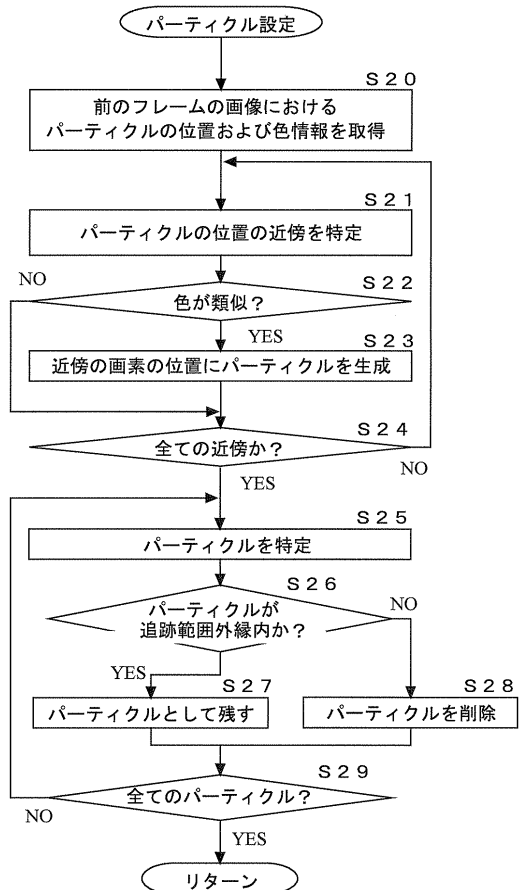 パーティクル設定
S20
前のフレームの画像における
パーティクルの位置および色情報を取得
S21
パーティクルの位置の近傍を特定
S22
NO
色が類似?
YES
S23
近傍の画素の位置にパーティクルを生成
S24
全ての近傍か?
NO
YES
S25
パーティクルを特定
S26
パーティクルが
追跡範囲外縁内か?
NO
YES
S27
パーティクルとして残す
S28
パーティクルを削除
S29
全てのパーティクル?
NO
YES
リターン